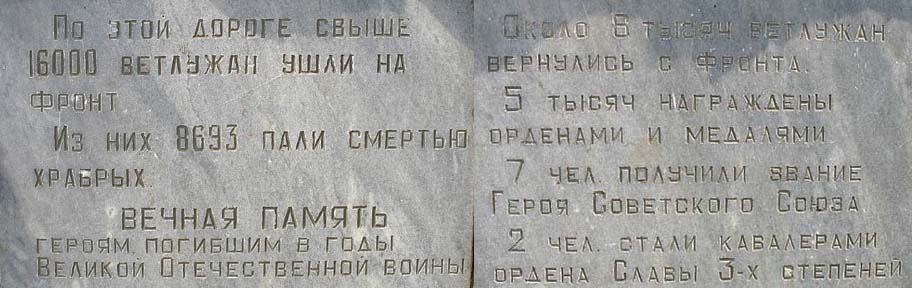 По этой дороге свыше
16000 ветлужан ушли на
фронт.
Из них 8693 пали смертью
храбрых.
ВЕЧНАЯ ПАМЯТЬ
героям, погибшим в годы
Великой Отечественной войны
Около 8 тысяч ветлужан
вернулись с фронта.
5 тысяч награждены
орденами и медалями
7 чел. получили звание
Героя Советского Союза
2 чел. стали кавалерами
ордена Славы 3-х степеней